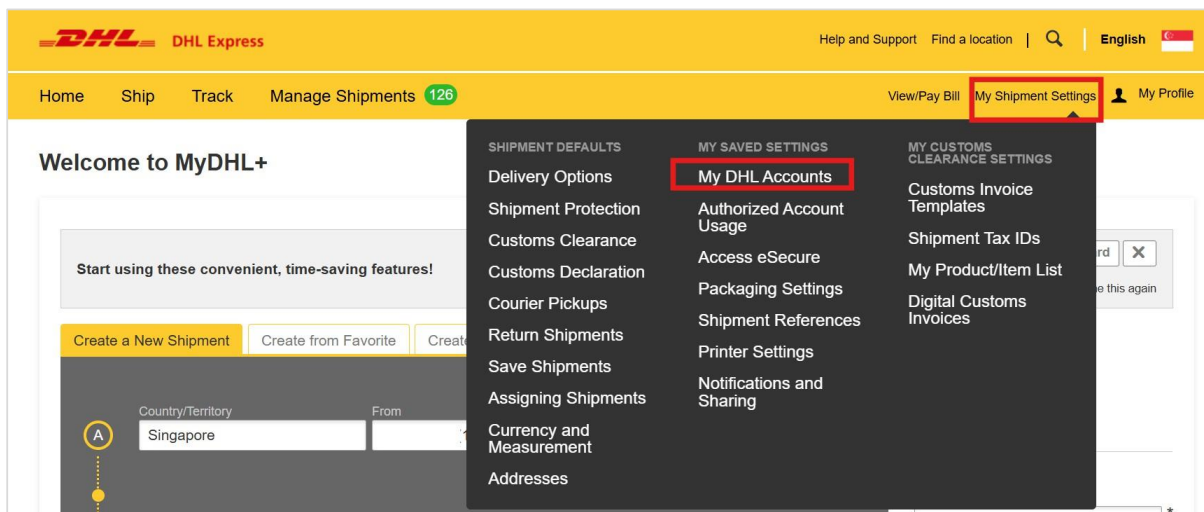 DHL DHL Express
Help and Support Find a location | English
Home Ship Track Manage Shipments 126
View/Pay Bill My Shipment Settings My Profile
Welcome to MyDHL+
Start using these convenient, time-saving features!
Create a New Shipment Create from Favorite
Country/Territory From
A Singapore
SHIPMENT DEFAULTS
Delivery Options
Shipment Protection
Customs Clearance
Customs Declaration
Courier Pickups
Return Shipments
Save Shipments
Assigning Shipments
Currency and
Measurement
Addresses
MY SAVED SETTINGS
My DHL Accounts
Authorized Account
Usage
Access eSecure
Packaging Settings
Shipment References
Printer Settings
Notifications and
Sharing
MY CUSTOMS
CLEARANCE SETTINGS
Customs Invoice
Templates
Shipment Tax IDs
My Product/Item List
Digital Customs
Invoices
this again
*